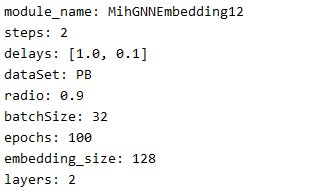 module_name: MihGNNEmbedding12
steps: 2
delays: [1.0, 0.1]
dataSet: PB
radio: 0.9
batchSize: 32
epochs: 100
embedding_size: 128
layers: 2